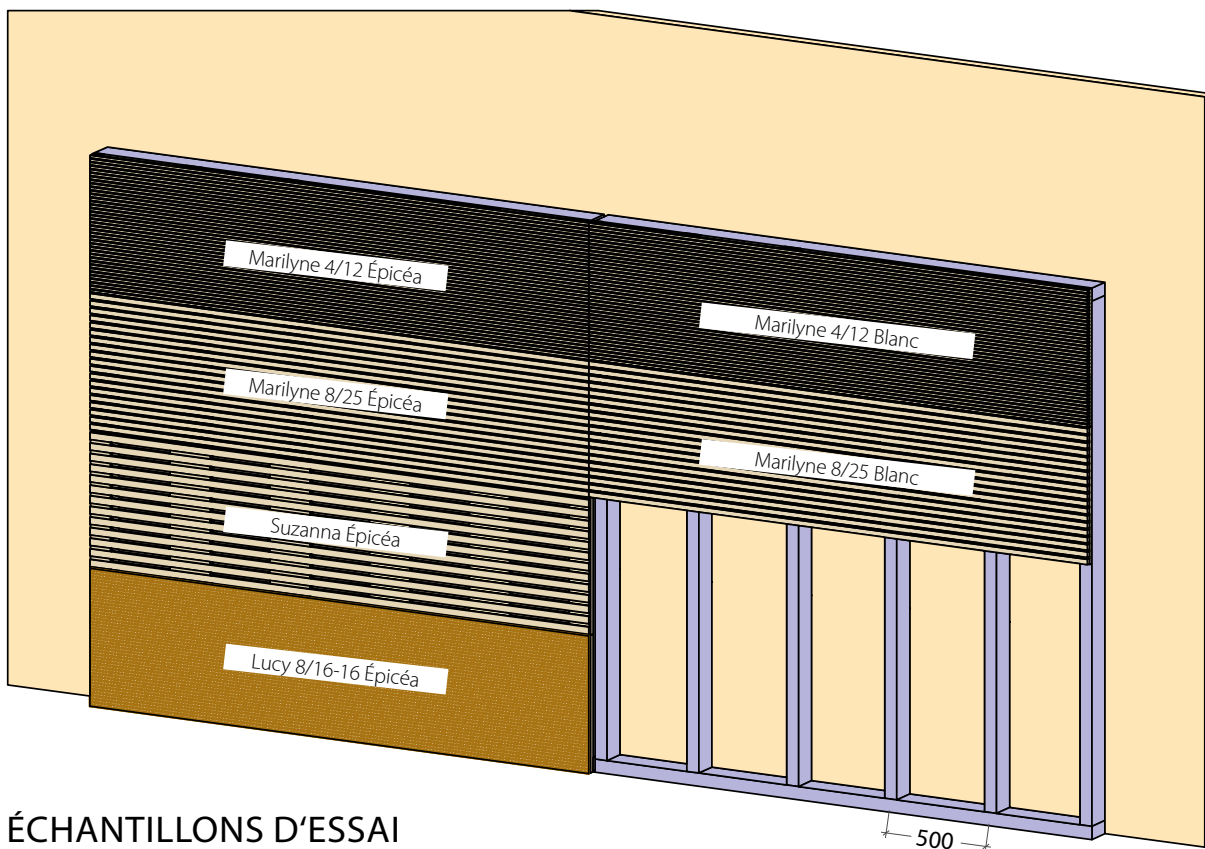 Marilyne 4/12 Épicéa
Marilyne 4/12 Blanc
Marilyne 8/25 Épicéa
Marilyne 8/25 Blanc
Suzanna Épicéa
Lucy 8/16-16 Épicéa
ÉCHANTILLONS D‘ESSAI
500